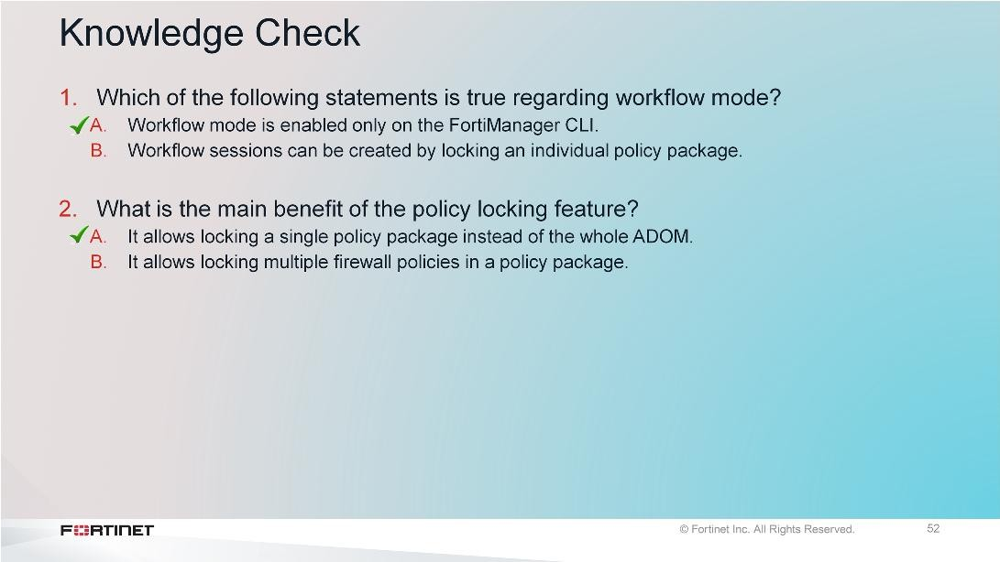 Knowledge Check
1. Which of the following statements is true regarding workflow mode?
A. Workflow mode is enabled only on the FortiManager CLI.
B. Workflow sessions can be created by locking an individual policy package.
2. What is the main benefit of the policy locking feature?
A. It allows locking a single policy package instead of the whole ADOM.
B. It allows locking multiple firewall policies in a policy package.
FORTINET
© Fortinet Inc. All Rights Reserved. 52